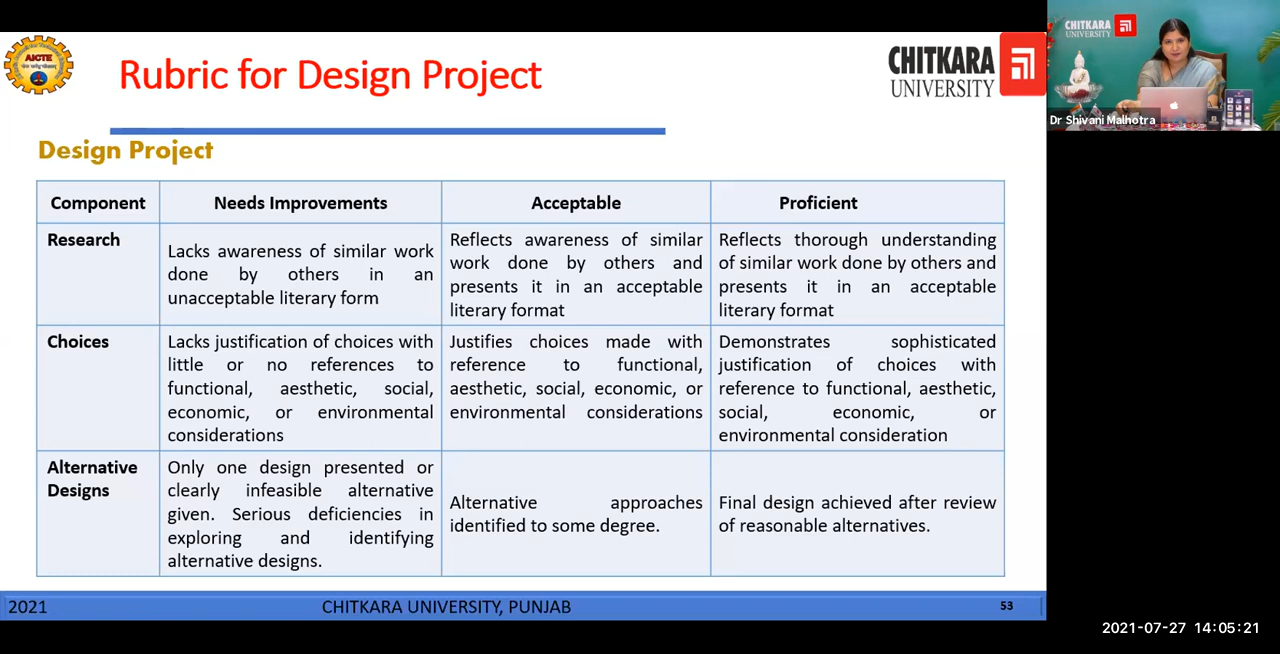 AICTE
Rubric for Design Project
CHITKARA
UNIVERSITY
CHITKARA
UNIVERSITY
Dr Shivani Malhotra
Design Project
Component
Needs Improvements
Acceptable
Proficient
Research
Lacks awareness of similar work
done by others in an
unacceptable literary form
Reflects awareness of similar
work done by others and
presents it in an acceptable
literary format
Reflects thorough understanding
of similar work done by others and
presents it in an acceptable
literary format
Choices
Lacks justification of choices with
little or no references to
functional, aesthetic, social,
economic, or environmental
considerations
Justifies choices made with
reference to functional,
aesthetic, social, economic, or
environmental considerations
Demonstrates sophisticated
justification of choices with
reference to functional, aesthetic,
social, economic, or
environmental consideration
Alternative
Designs
Only one design presented or
clearly infeasible alternative
given. Serious deficiencies in
exploring and identifying
alternative designs.
Alternative approaches
identified to some degree.
Final design achieved after review
of reasonable alternatives.
2021
CHITKARA UNIVERSITY, PUNJAB
53
2021-07-27 14:05:21